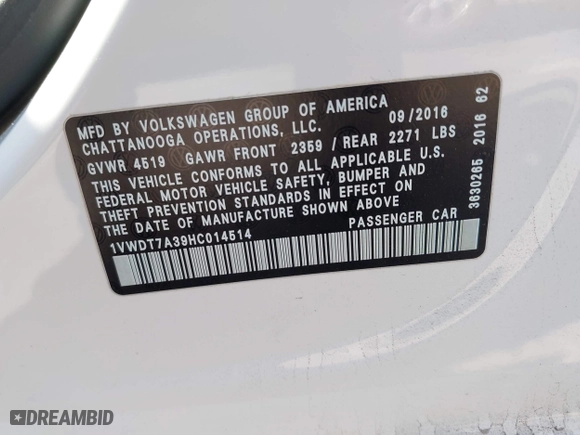 MFD BY VOLKSWAGEN GROUP OF AMERICA
CHATTANOOGA OPERATIONS, LLC. 09/2016
GVWR 4519 GAWR FRONT 2359 / REAR 2271 LBS
THIS VEHICLE CONFORMS TO ALL APPLICABLE U.S.
FEDERAL MOTOR VEHICLE SAFETY, BUMPER AND
THEFT PREVENTION STANDARDS IN EFFECT ON
THE DATE OF MANUFACTURE SHOWN ABOVE
1VWDT7A39HC014514 PASSENGER CAR
3630265 2016 62
DREAMBID